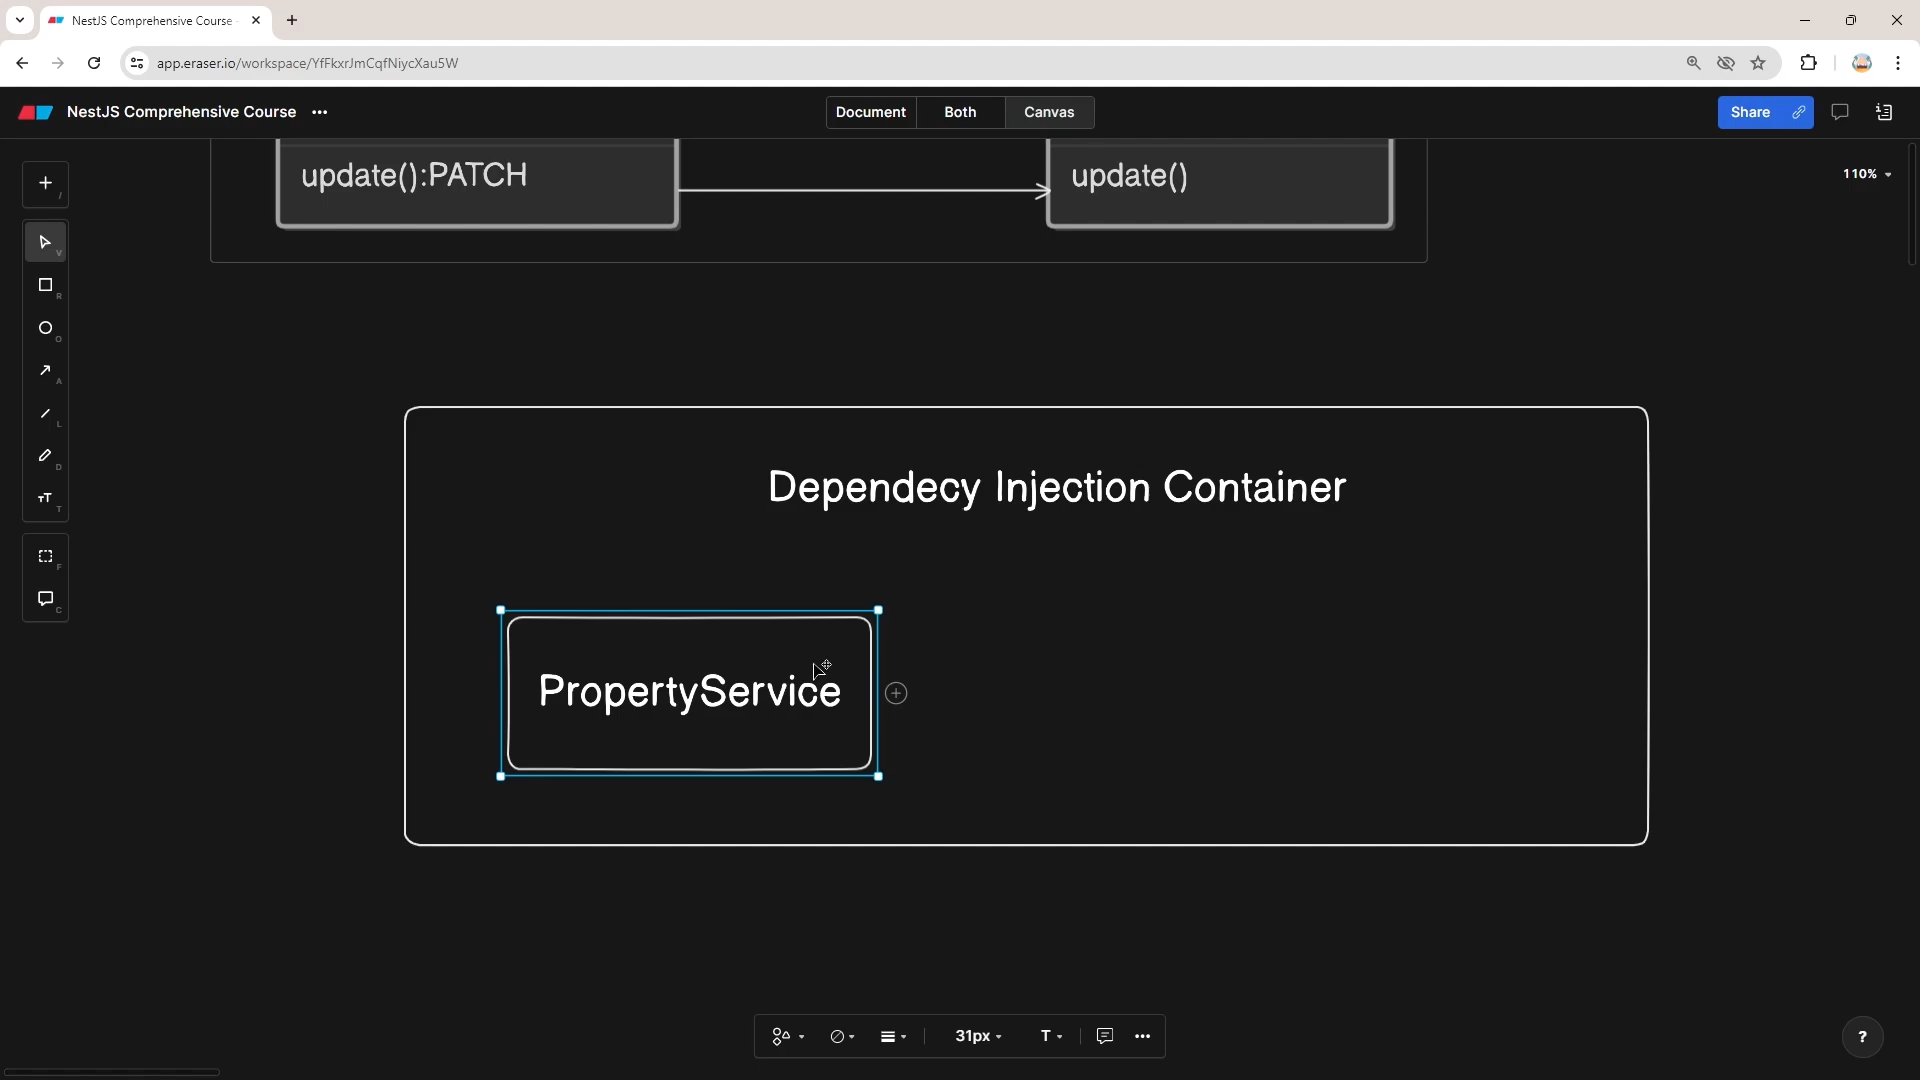 NestJS Comprehensive Course
app.eraser.io/workspace/YfFkxrJmCqfNiycXau5W
NestJS Comprehensive Course
Document
Both
Canvas
Share
110%
update():PATCH
update()
/
V
R
O
A
L
D
T
F
C
Dependecy Injection Container
PropertyService
31px
T
?